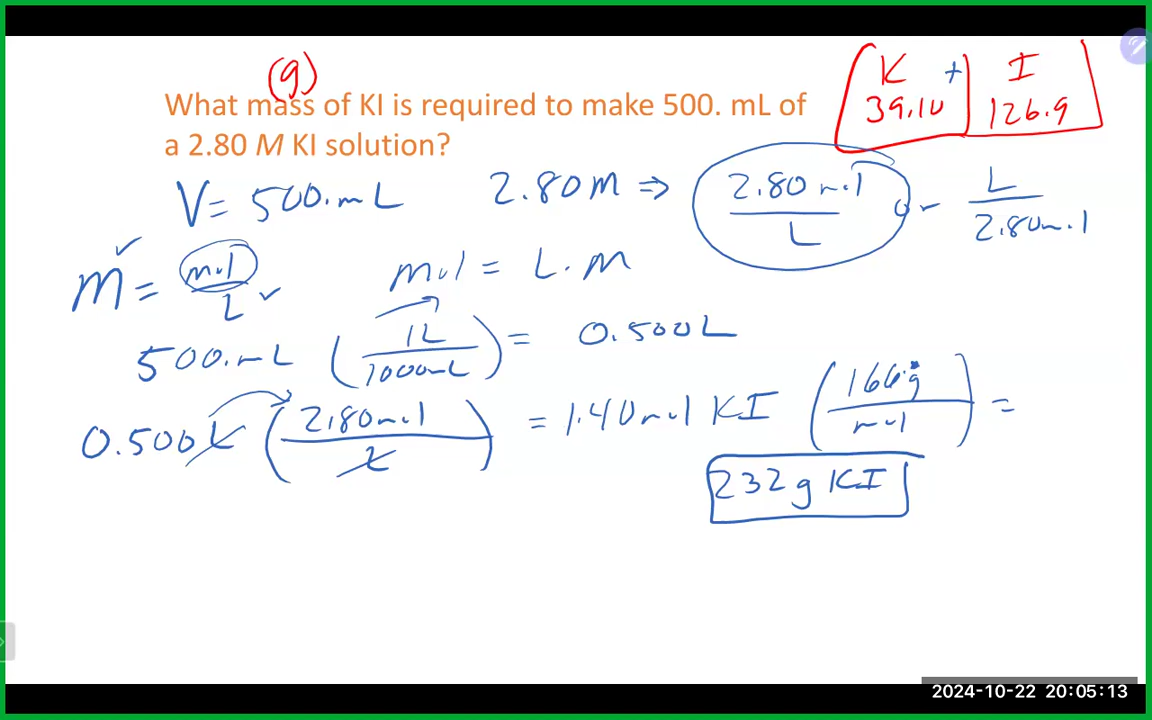 (g)
What mass of KI is required to make 500. mL of
a 2.80 M KI solution?
K + I
39.10 126.9
V = 500. mL 2.80 M ⇒ 2.80 mol / L or L / 2.80 mol
M = mol / L mol = L · M
500. mL ( 1 L / 1000 mL ) = 0.500 L
0.500 L ( 2.80 mol / L ) = 1.40 mol KI ( 166. g / mol ) =
232 g KI
2024-10-22 20:05:13